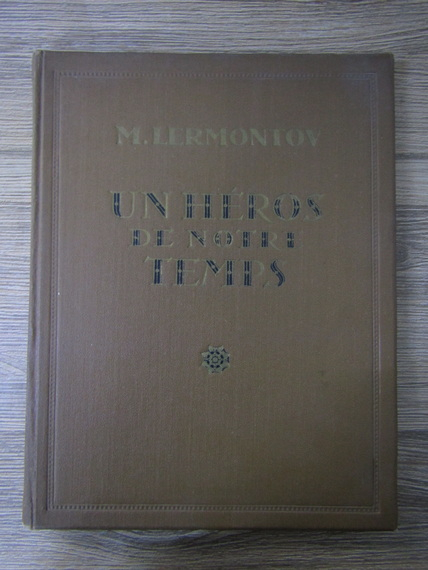 M. LERMONTOV
UN HÉROS
DE NOTRE
TEMPS